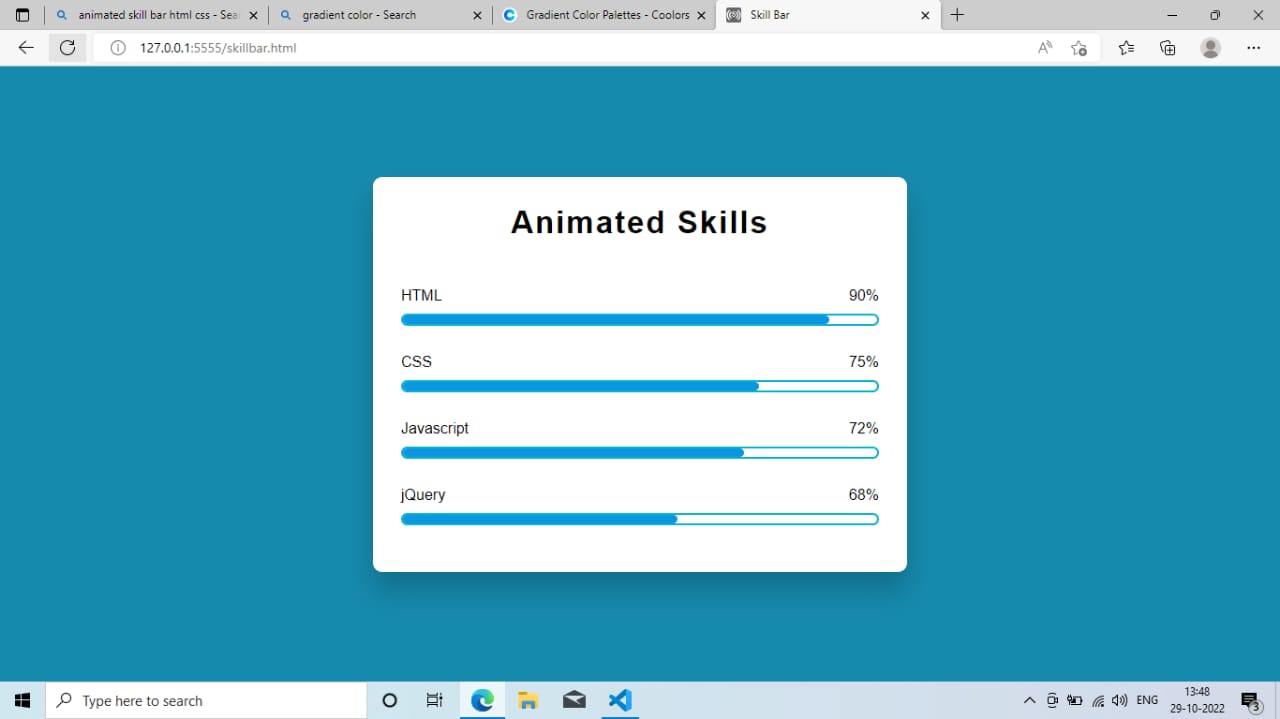 animated skill bar html css - Sea
gradient color - Search
Gradient Color Palettes - Coolors
Skill Bar
127.0.0.1:5555/skillbar.html
Animated Skills
HTML 90%
CSS 75%
Javascript 72%
jQuery 68%
Type here to search
ENG
13:48
29-10-2022
3